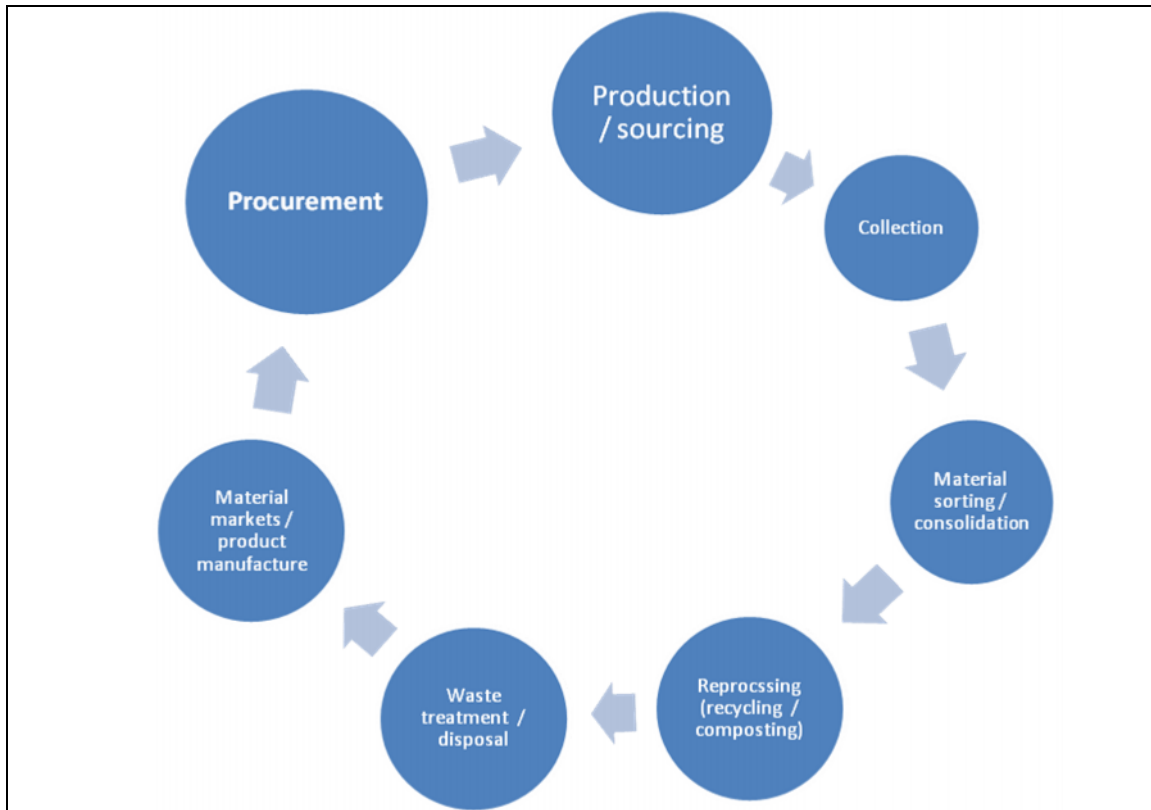 Production
/ sourcing
Procurement
Collection
Material
sorting /
consolidation
Material
markets /
product
manufacture
Reprocssing
(recycling /
composting)
Waste
treatment /
disposal